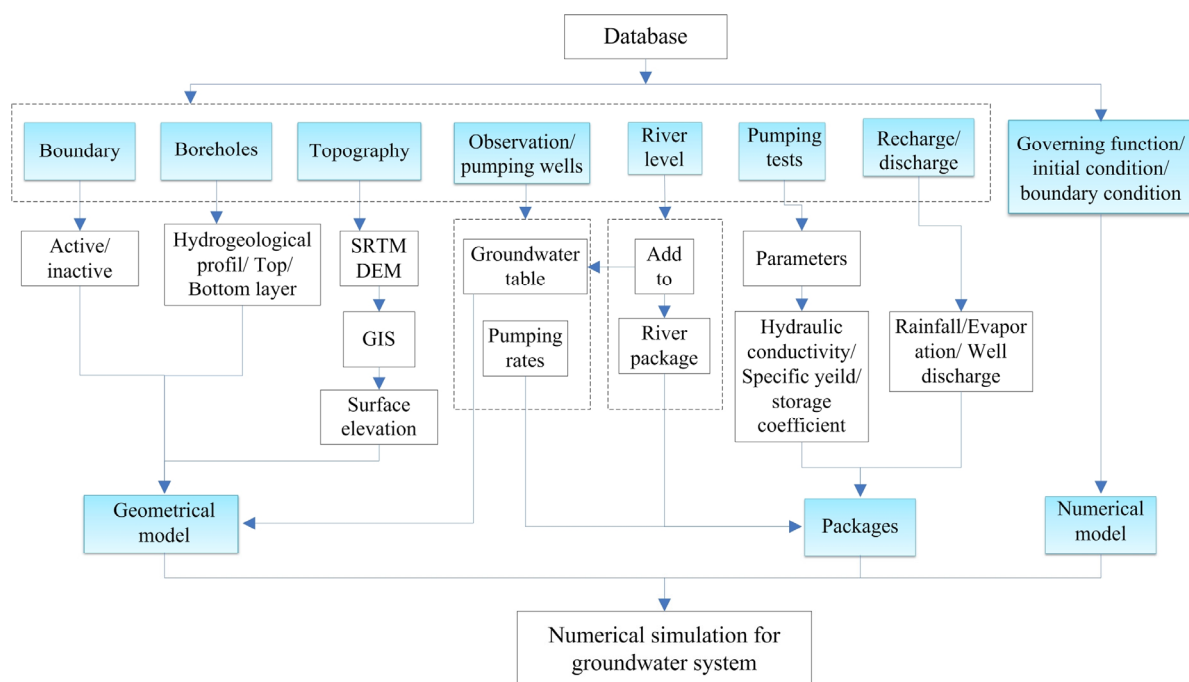 Database
Boundary
Boreholes
Topography
Observation/
pumping wells
River
level
Pumping
tests
Recharge/
discharge
Governing function/
initial condition/
boundary condition
Active/
inactive
Hydrogeological
profil/ Top/
Bottom layer
SRTM
DEM
Groundwater
table
Add
to
Parameters
GIS
Pumping
rates
River
package
Hydraulic
conductivity/
Specific yeild/
storage
coefficient
Rainfall/Evapor
ation/ Well
discharge
Surface
elevation
Geometrical
model
Packages
Numerical
model
Numerical simulation for
groundwater system